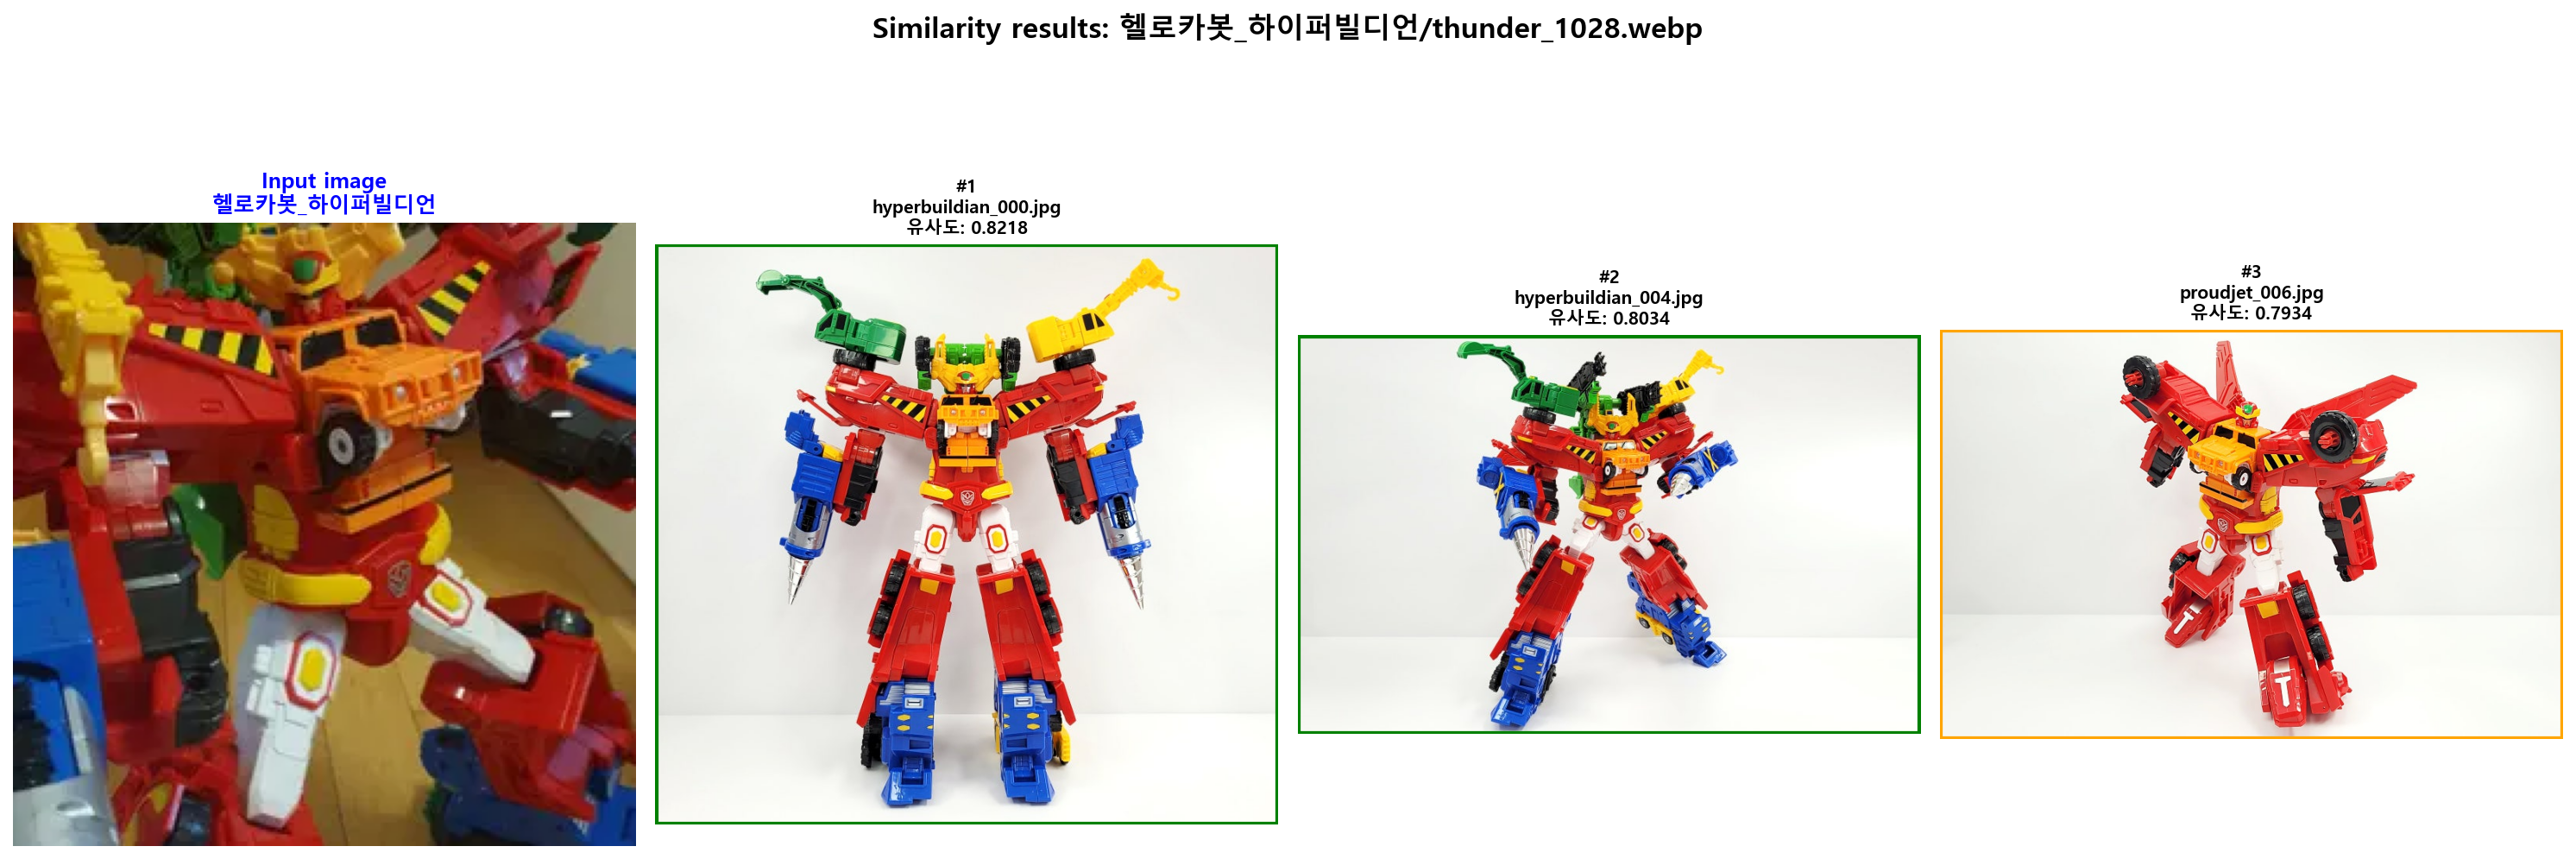 Similarity results: 헬로카봇_하이퍼빌디언/thunder_1028.webp
Input image
헬로카봇_하이퍼빌디언
#1
hyperbuildian_000.jpg
유사도: 0.8218
#2
hyperbuildian_004.jpg
유사도: 0.8034
#3
proudjet_006.jpg
유사도: 0.7934